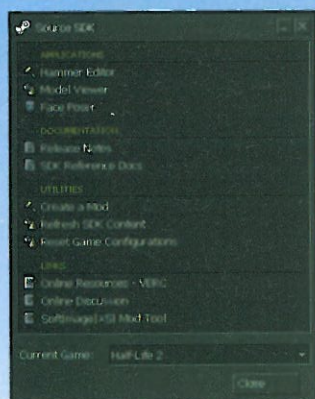 Source SDK
APPLICATIONS
Hammer Editor
Model Viewer
Face Poser
DOCUMENTATION
Release Notes
SDK Reference Docs
UTILITIES
Create a Mod
Refresh SDK Content
Reset Game Configurations
LINKS
Online Resources - VERC
Online Discussion
Softimage|XSI Mod Tool
Current Game: Half-Life 2
Close